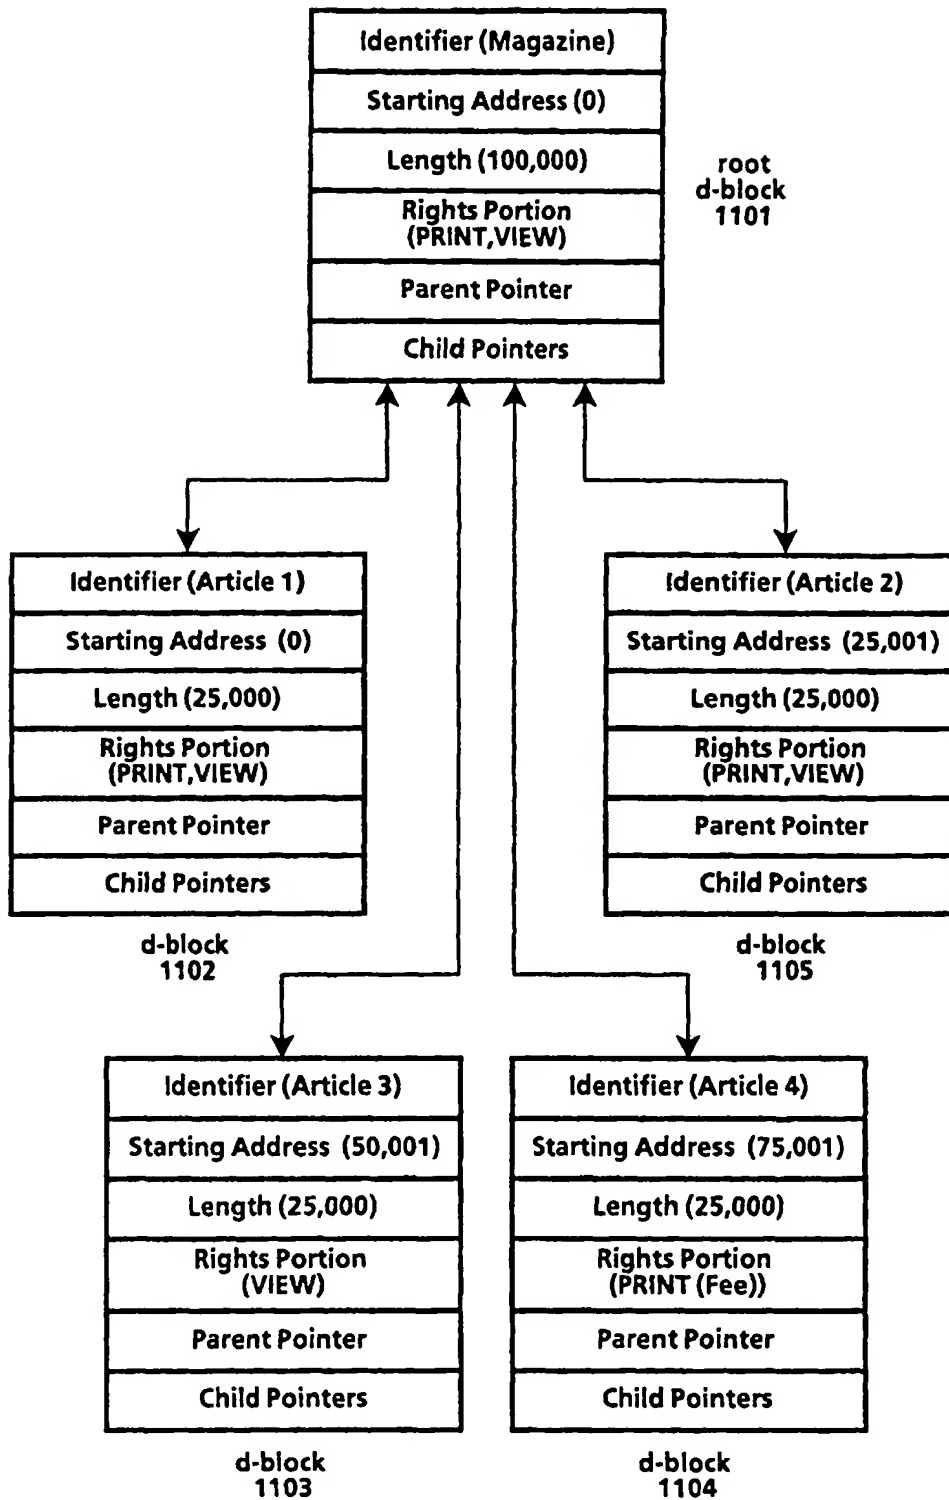 Identifier (Magazine)
Starting Address (0)
Length (100,000)
Rights Portion
(PRINT,VIEW)
Parent Pointer
Child Pointers
root
d-block
1101
Identifier (Article 1)
Starting Address (0)
Length (25,000)
Rights Portion
(PRINT,VIEW)
Parent Pointer
Child Pointers
d-block
1102
Identifier (Article 2)
Starting Address (25,001)
Length (25,000)
Rights Portion
(PRINT,VIEW)
Parent Pointer
Child Pointers
d-block
1105
Identifier (Article 3)
Starting Address (50,001)
Length (25,000)
Rights Portion
(VIEW)
Parent Pointer
Child Pointers
d-block
1103
Identifier (Article 4)
Starting Address (75,001)
Length (25,000)
Rights Portion
(PRINT (Fee))
Parent Pointer
Child Pointers
d-block
1104